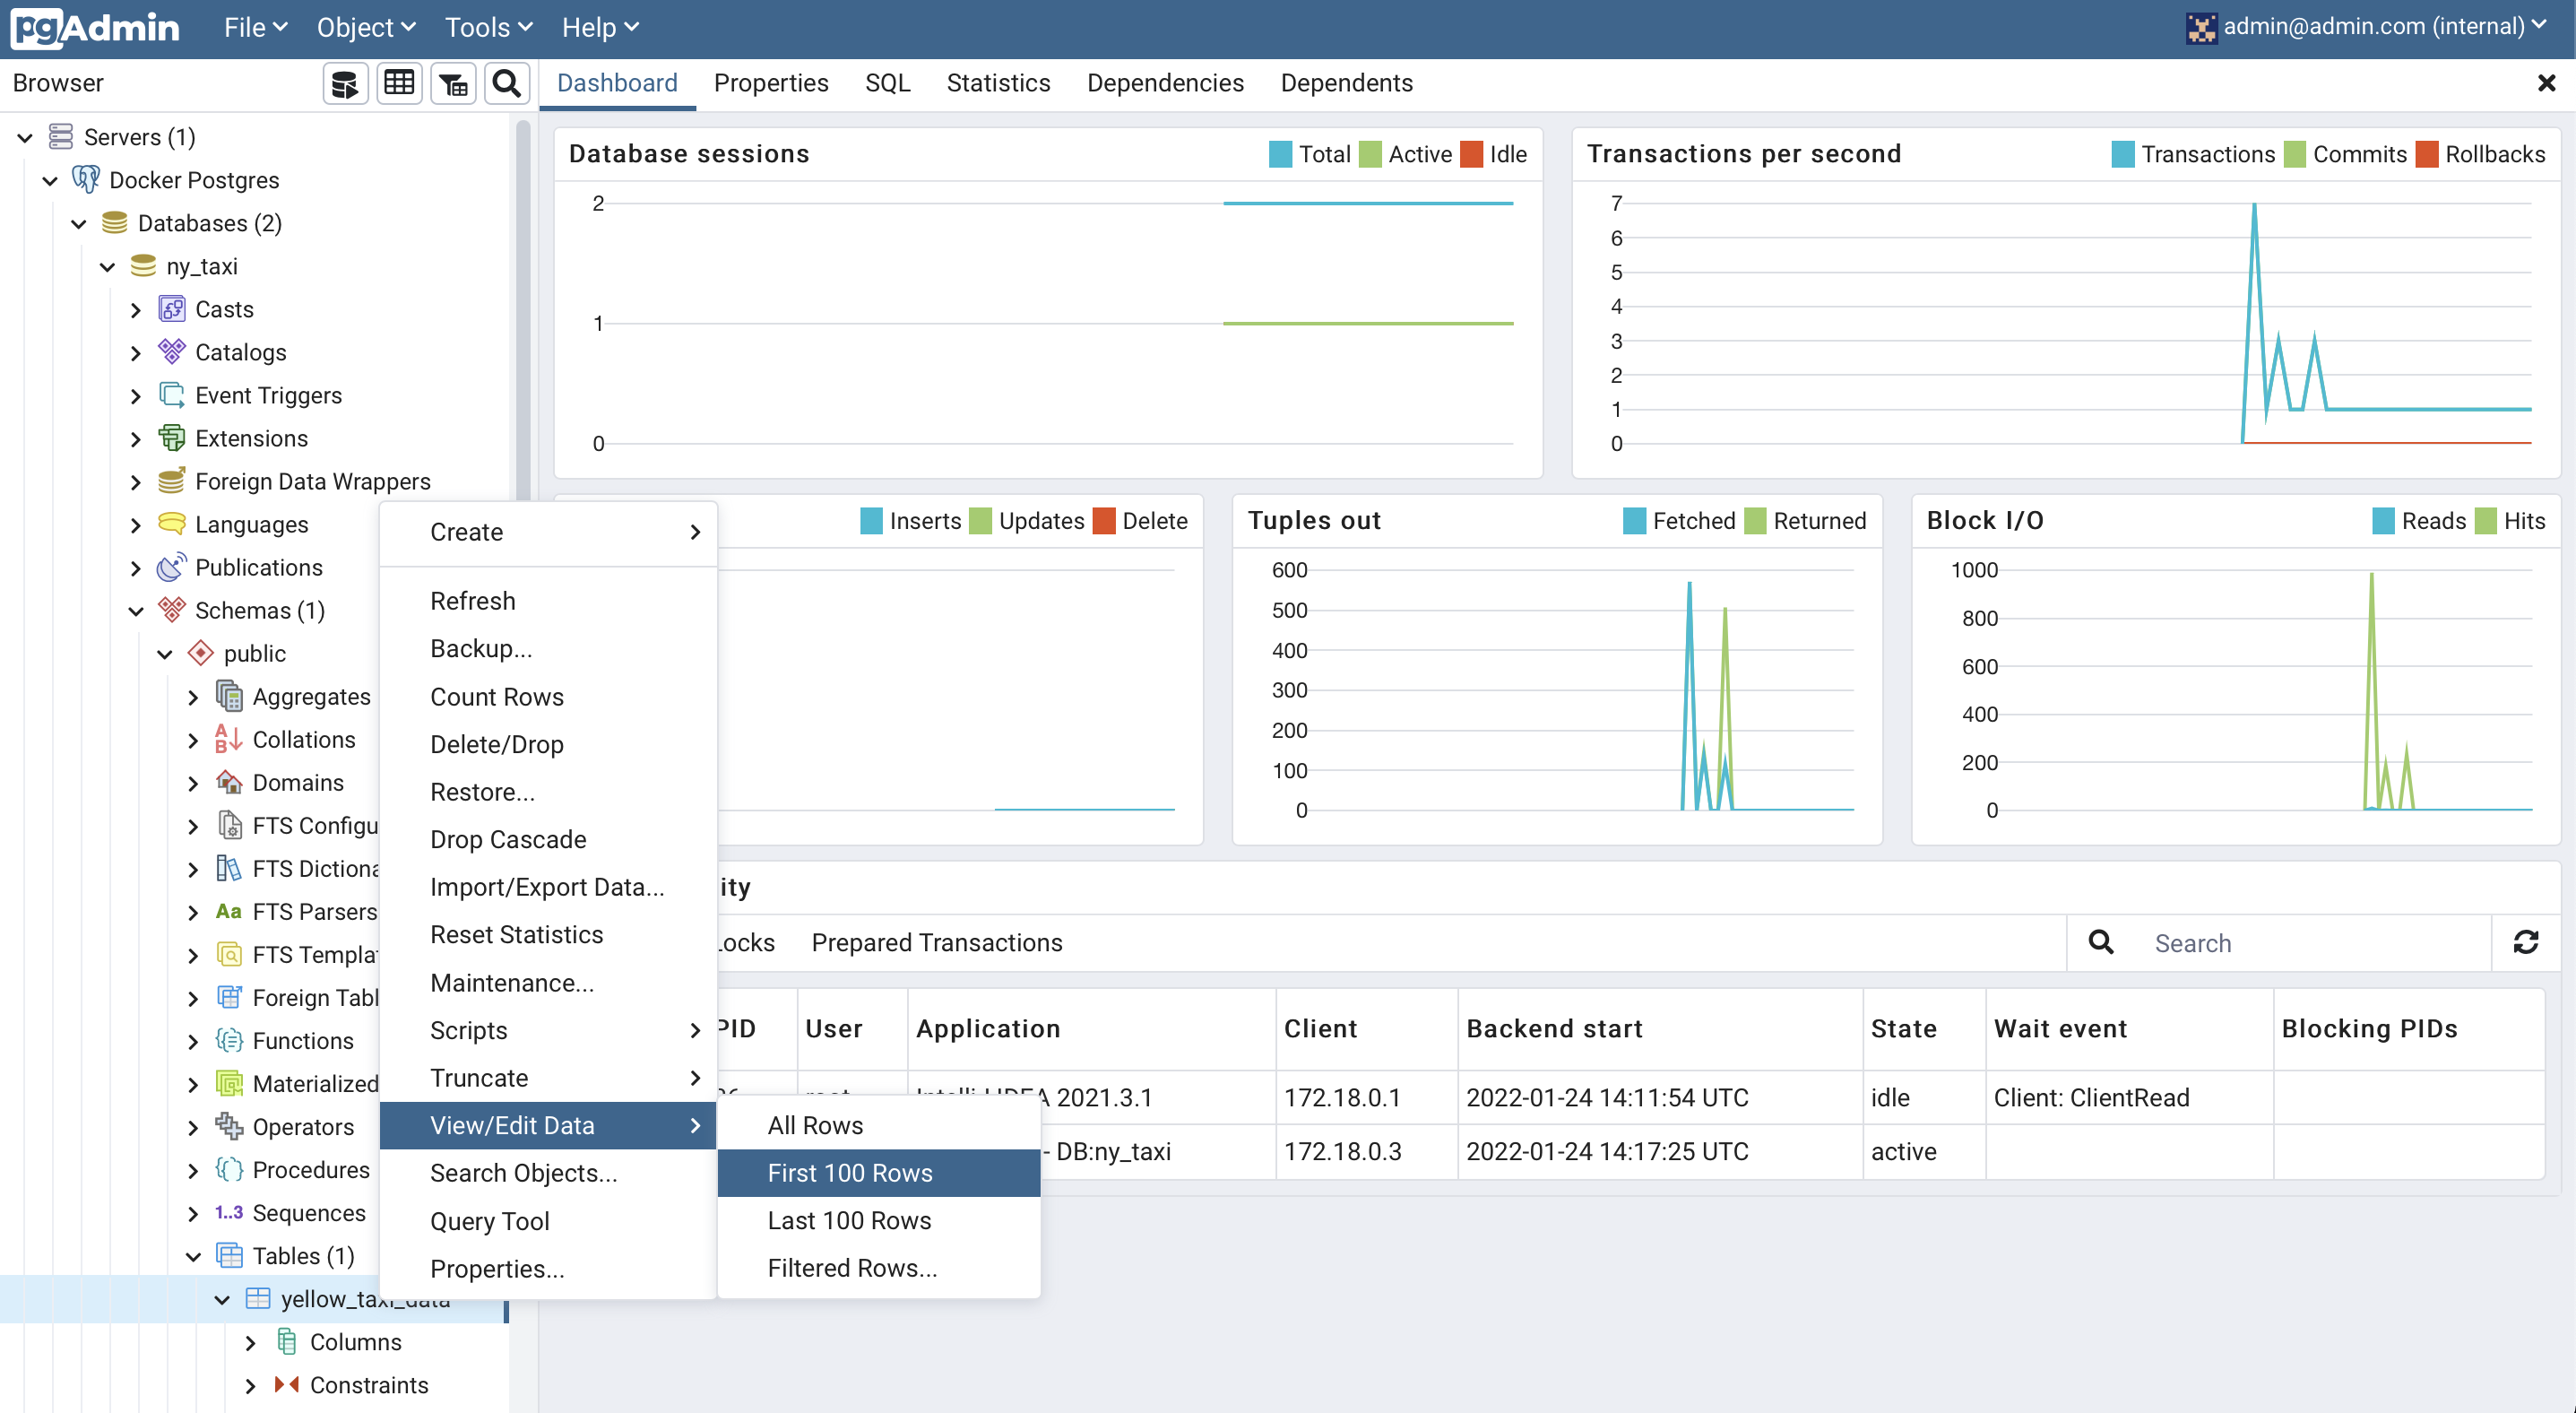 pgAdmin File Object Tools Help admin@admin.com (internal)
Browser
Dashboard Properties SQL Statistics Dependencies Dependents
Servers (1)
Docker Postgres
Databases (2)
ny_taxi
Casts
Catalogs
Event Triggers
Extensions
Foreign Data Wrappers
Languages
Publications
Schemas (1)
public
Aggregates
Collations
Domains
FTS Configu
FTS Dictiona
Aa FTS Parsers
FTS Templat
Foreign Tabl
Functions
Materialized
Operators
Procedures
1..3 Sequences
Tables (1)
yellow_taxi_data
Columns
Constraints
Create
Refresh
Backup...
Count Rows
Delete/Drop
Restore...
Drop Cascade
Import/Export Data...
Reset Statistics
Maintenance...
Scripts
Truncate
View/Edit Data
Search Objects...
Query Tool
Properties...
All Rows
First 100 Rows
Last 100 Rows
Filtered Rows...
Database sessions Total Active Idle
2
1
0
Transactions per second Transactions Commits Rollbacks
7
6
5
4
3
2
1
0
Inserts Updates Delete
Tuples out Fetched Returned
600
500
400
300
200
100
0
Block I/O Reads Hits
1000
800
600
400
200
0
ity
Locks Prepared Transactions Search
PID User Application Client Backend start State Wait event Blocking PIDs
IntelliJ IDEA 2021.3.1 172.18.0.1 2022-01-24 14:11:54 UTC idle Client: ClientRead
- DB:ny_taxi 172.18.0.3 2022-01-24 14:17:25 UTC active